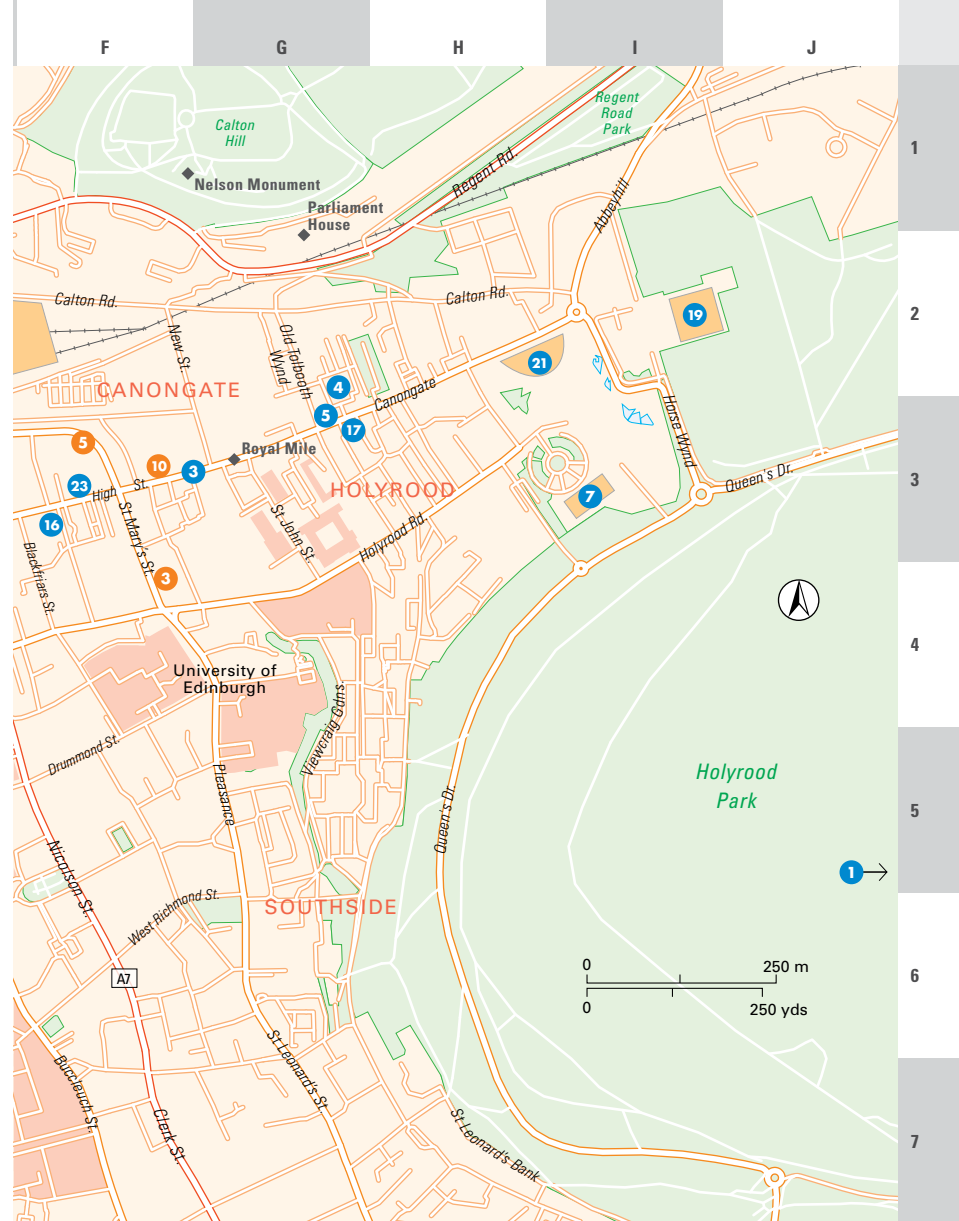 F
G
H
I
J
1
2
3
4
5
6
7
Calton
Hill
Regent
Road
Park
Nelson Monument
Parliament
House
Regent Rd.
Abbeyhill
Calton Rd.
Calton Rd.
New St.
Old Tolbooth
Wynd
19
21
4
CANONGATE
Canongate
5
17
Horse Wynd
5
Royal Mile
10
3
23
High St.
HOLYROOD
Queen's Dr.
7
16
St Mary's St.
St John St.
Holyrood Rd.
Blackfriars St.
3
University of
Edinburgh
Viewcraig Gdns.
Drummond St.
Pleasance
Queen's Dr.
Holyrood
Park
Nicolson St.
1
West Richmond St.
SOUTHSIDE
A7
0
250 m
0
250 yds
St Leonard's St
Buccleuch St.
Clerk St.
St Leonard's Bank